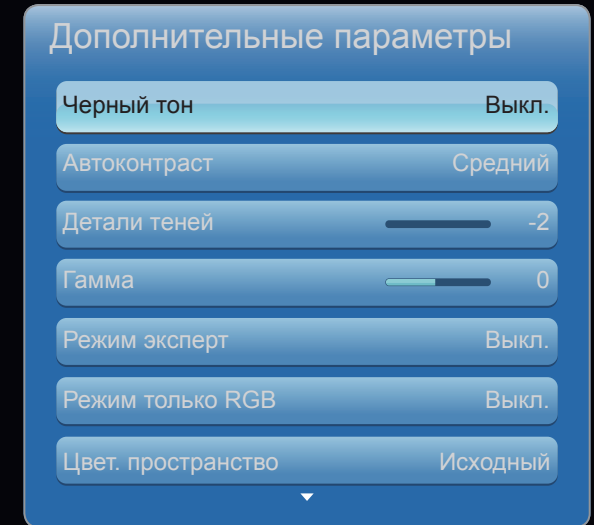 Дополнительные параметры
Черный тон Выкл.
Автоконтраст Средний
Детали теней -2
Гамма 0
Режим эксперт Выкл.
Режим только RGB Выкл.
Цвет. пространство Исходный